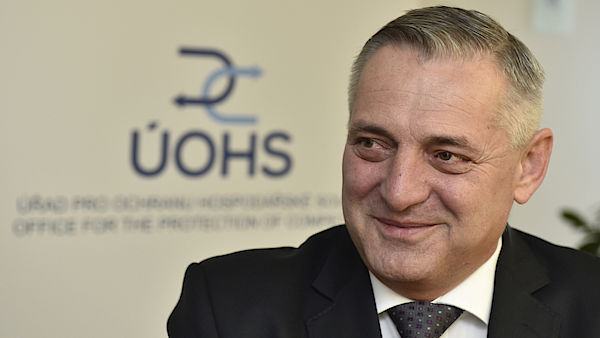 ÚOHS
ÚŘAD PRO OCHRANU HOSPODÁŘSKÉ
OFFICE FOR THE PROTECTION OF